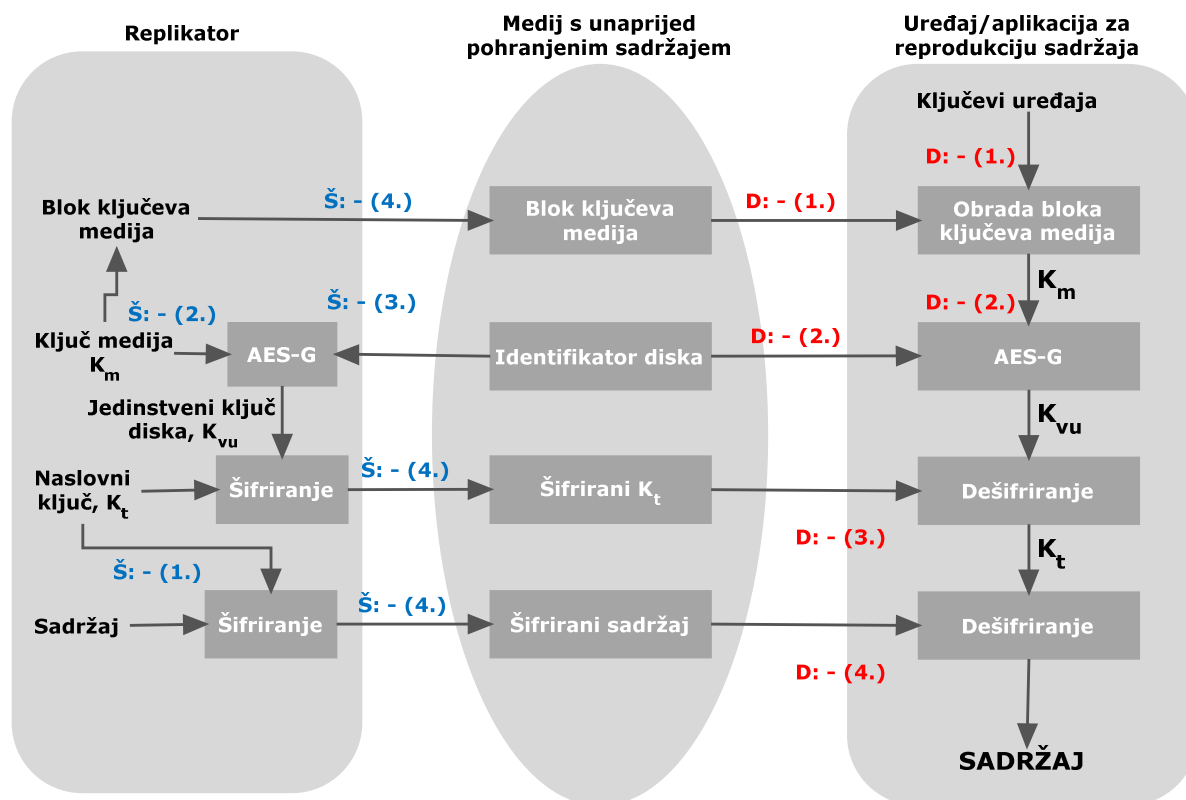 Replikator
Medij s unaprijed
pohranjenim sadržajem
Uređaj/aplikacija za
reprodukciju sadržaja
Ključevi uređaja
D: - (1.)
Blok ključeva
medija
Š: - (4.)
Blok ključeva
medija
D: - (1.)
Obrada bloka
ključeva medija
Km
Š: - (2.)
Š: - (3.)
D: - (2.)
Ključ medija
Km
AES-G
Identifikator diska
D: - (2.)
AES-G
Jedinstveni ključ
diska, Kvu
Kvu
Naslovni
ključ, Kt
Šifriranje
Š: - (4.)
Šifrirani Kt
Dešifriranje
D: - (3.)
Kt
Š: - (1.)
Sadržaj
Šifriranje
Š: - (4.)
Šifrirani sadržaj
Dešifriranje
D: - (4.)
SADRŽAJ